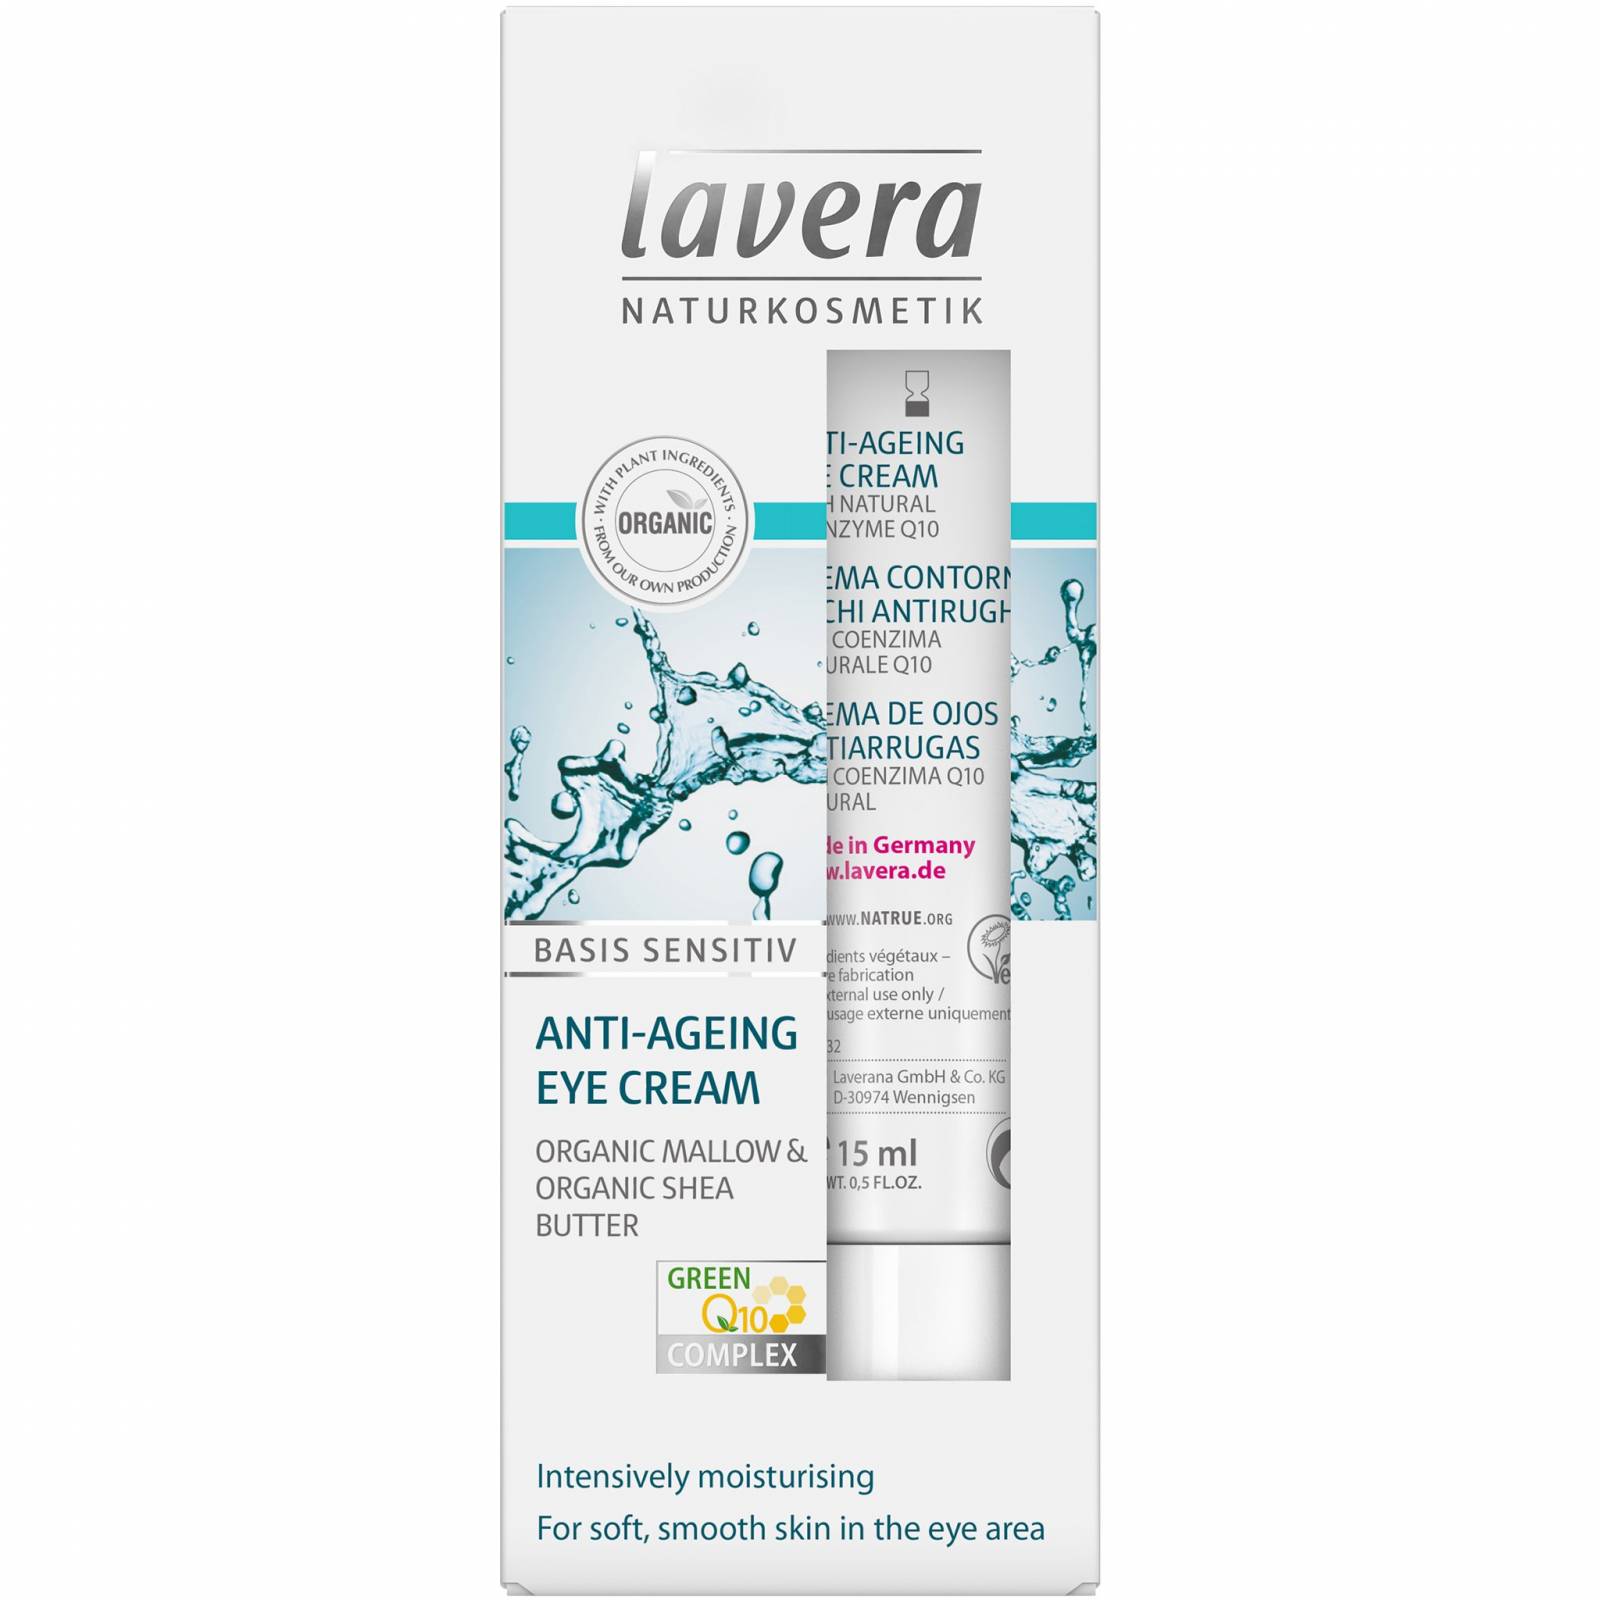 lavera
NATURKOSMETIK
· WITH PLANT INGREDIENTS ·
FROM OUR OWN PRODUCTION
ORGANIC
BASIS SENSITIV
ANTI-AGEING
EYE CREAM
ORGANIC MALLOW &
ORGANIC SHEA
BUTTER
GREEN
Q10
COMPLEX
TI-AGEING
CREAM
NATURAL
NZYME Q10
EMA CONTORN
CHI ANTIRUGH
COENZIMA
URALE Q10
EMA DE OJOS
TIARRUGAS
COENZIMA Q10
URAL
de in Germany
w.lavera.de
www.NATRUE.ORG
dients végétaux –
e fabrication
xternal use only /
usage externe uniquement
32
Laverana GmbH & Co. KG
D-30974 Wennigsen
15 ml
WT. 0,5 FL.OZ.
Intensively moisturising
For soft, smooth skin in the eye area